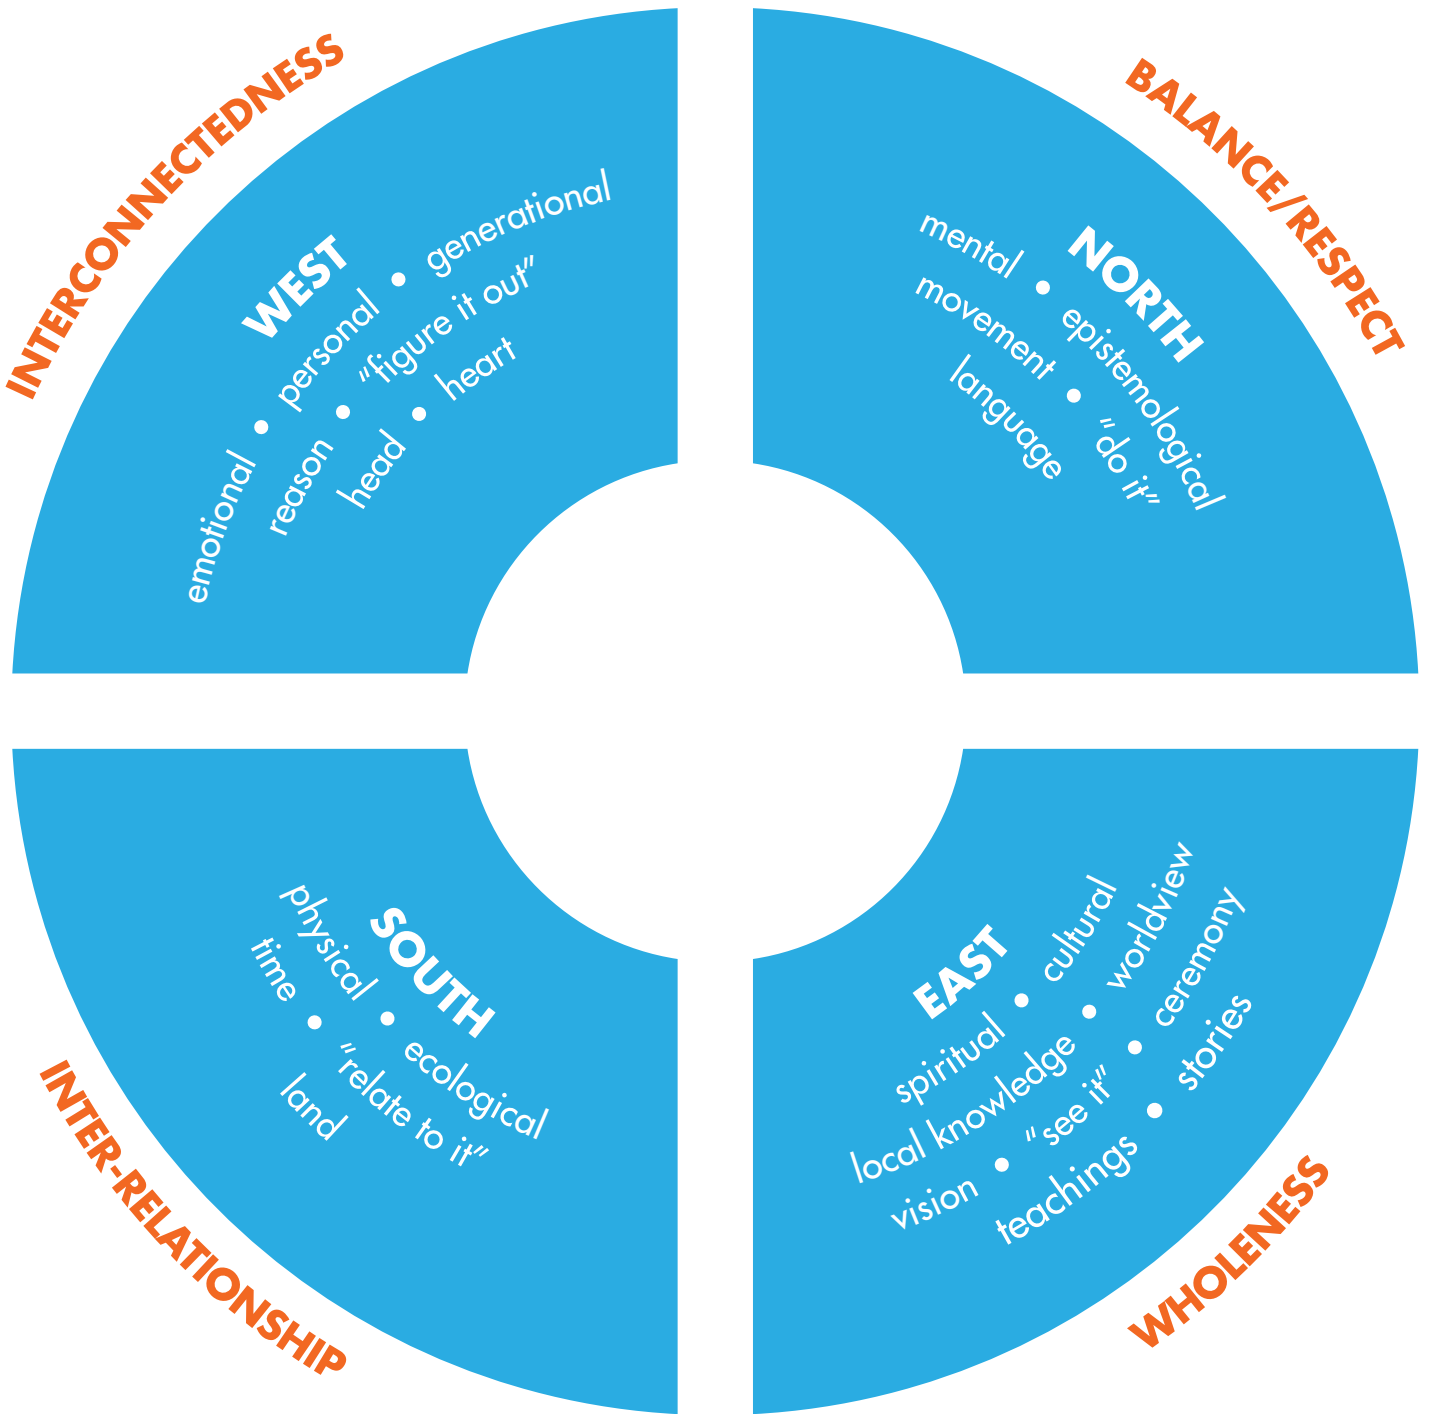 INTERCONNECTEDNESS
WEST
emotional • personal • generational
reason • “figure it out”
head • heart
BALANCE/RESPECT
NORTH
mental • epistemological
movement • “do it”
language
INTER-RELATIONSHIP
SOUTH
physical • ecological
time • “relate to it”
land
WHOLENESS
EAST
spiritual • cultural
local knowledge • worldview
vision • “see it” • ceremony
teachings • stories